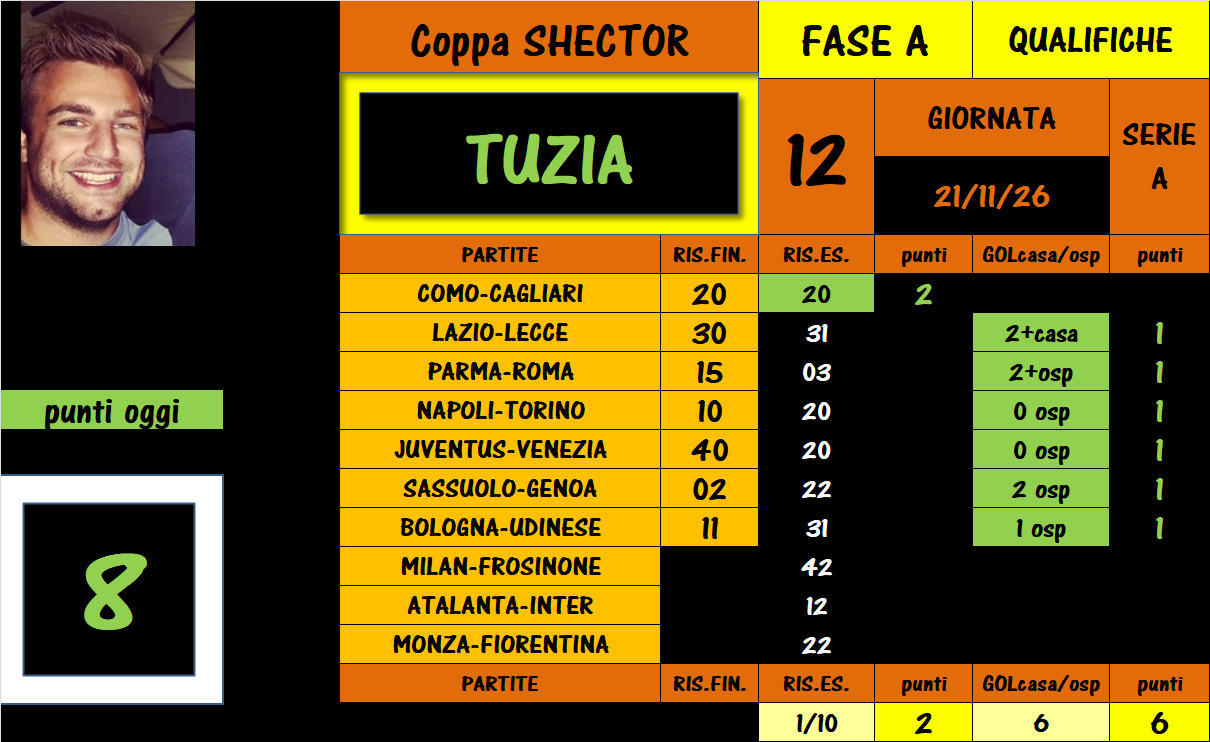 Coppa SHECTOR FASE A QUALIFICHE
TUZIA 12 GIORNATA SERIE A
21/11/26
PARTITE RIS.FIN. RIS.ES. punti GOLcasa/osp punti
COMO-CAGLIARI 20 20 2
LAZIO-LECCE 30 31 2+casa 1
PARMA-ROMA 15 03 2+osp 1
punti oggi NAPOLI-TORINO 10 20 0 osp 1
JUVENTUS-VENEZIA 40 20 0 osp 1
SASSUOLO-GENOA 02 22 2 osp 1
BOLOGNA-UDINESE 11 31 1 osp 1
8 MILAN-FROSINONE 42
ATALANTA-INTER 12
MONZA-FIORENTINA 22
PARTITE RIS.FIN. RIS.ES. punti GOLcasa/osp punti
1/10 2 6 6